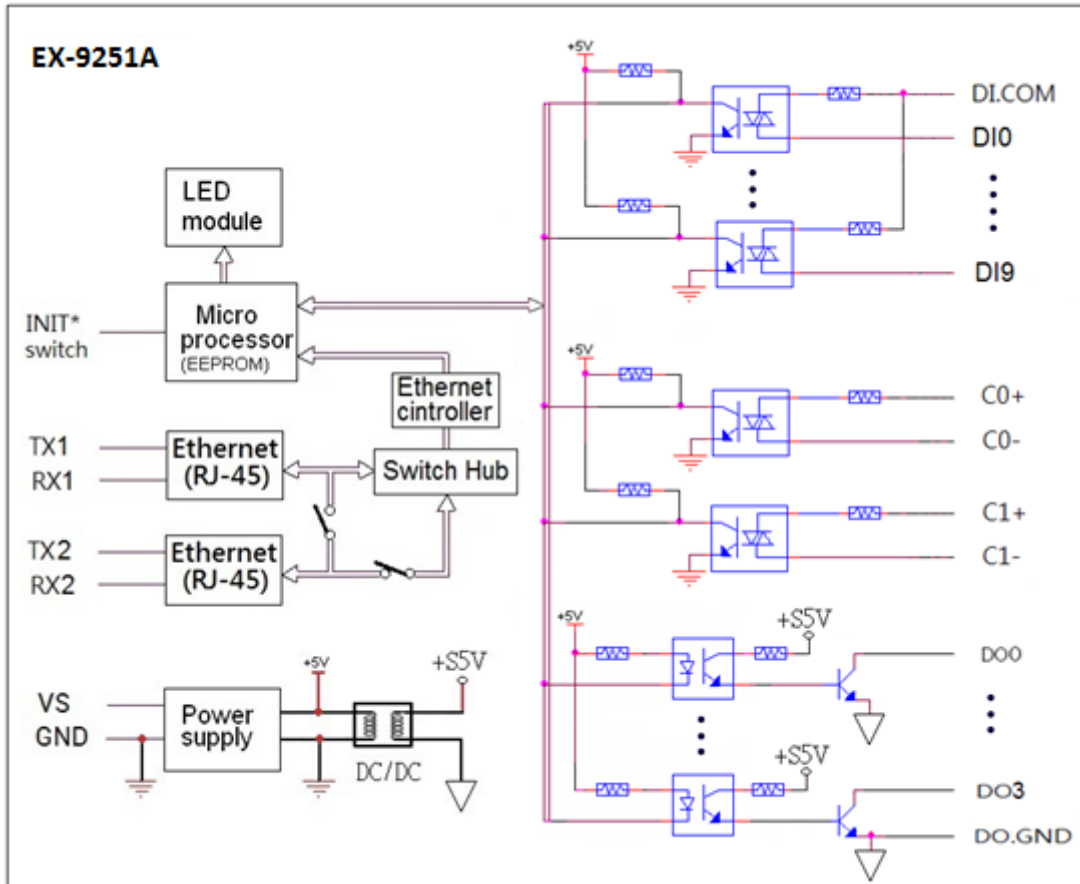 EX-9251A
+5V
DI.COM
DI0
DI9
LED
module
INIT*
switch
Micro
processor
(EEPROM)
Ethernet
cintroller
Switch Hub
TX1
RX1
Ethernet
(RJ-45)
TX2
RX2
Ethernet
(RJ-45)
+5V
C0+
C0-
C1+
C1-
VS
GND
Power
supply
+5V
+S5V
DC/DC
+5V
+S5V
DO0
+S5V
DO3
DO.GND